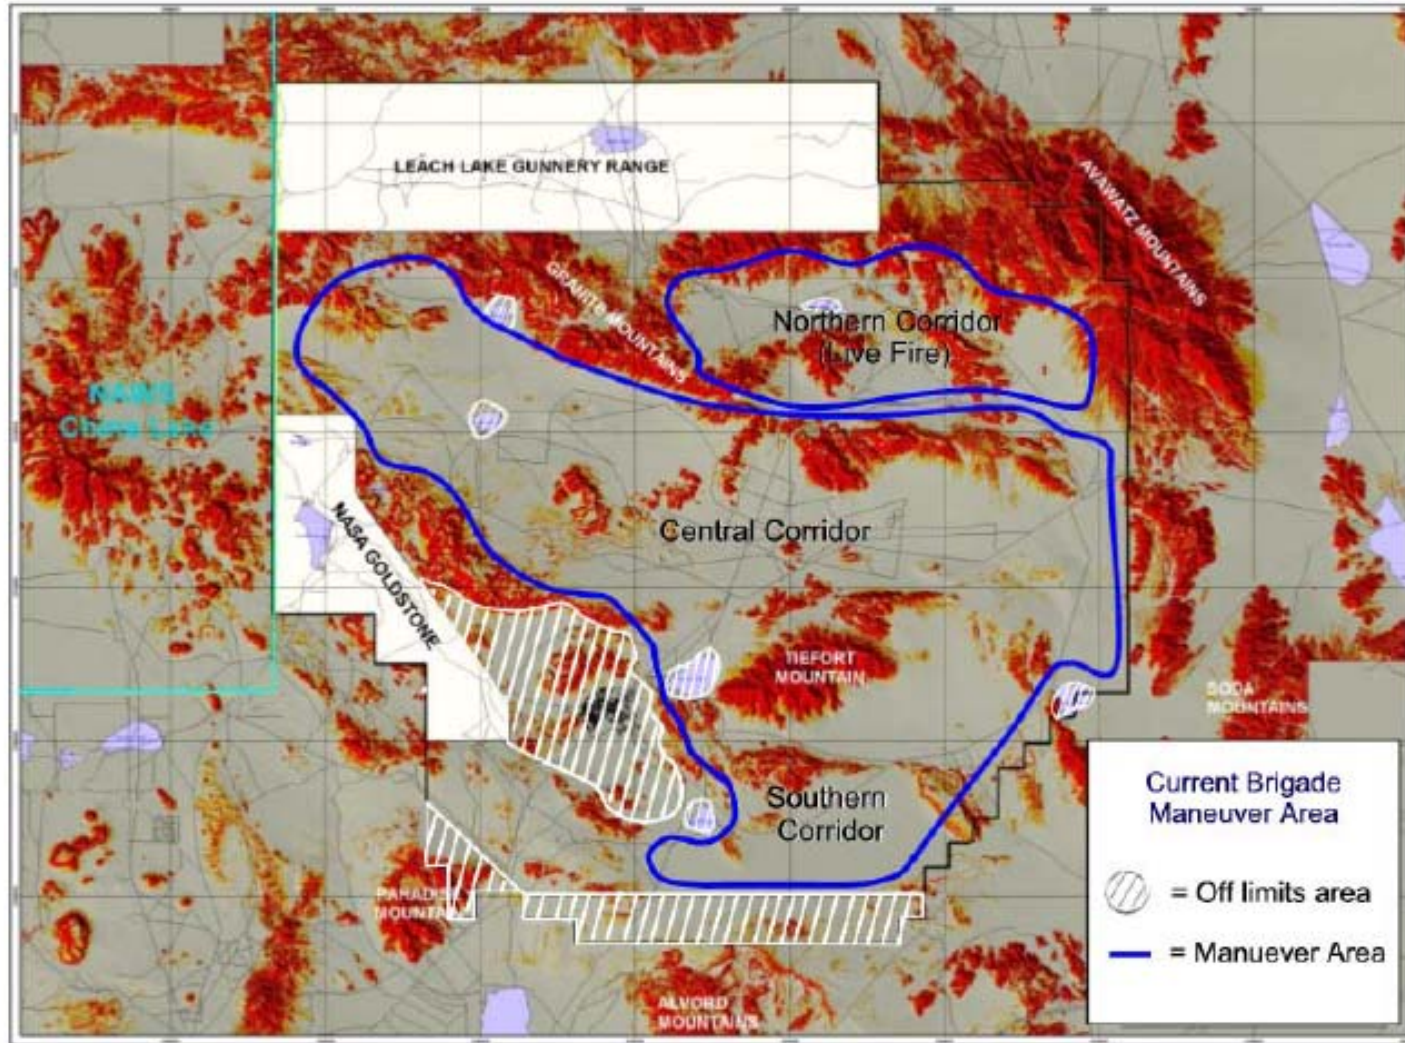 LEACH LAKE GUNNERY RANGE
AVAWATZ MOUNTAINS
GRANITE MOUNTAINS
Northern Corridor
(Live Fire)
NAWS
China Lake
NASA GOLDSTONE
Central Corridor
TIEFORT
MOUNTAIN
SODA
MOUNTAINS
Southern
Corridor
PARADISE
MOUNTAIN
ALVORD
MOUNTAINS
Current Brigade
Maneuver Area
= Off limits area
= Manuever Area